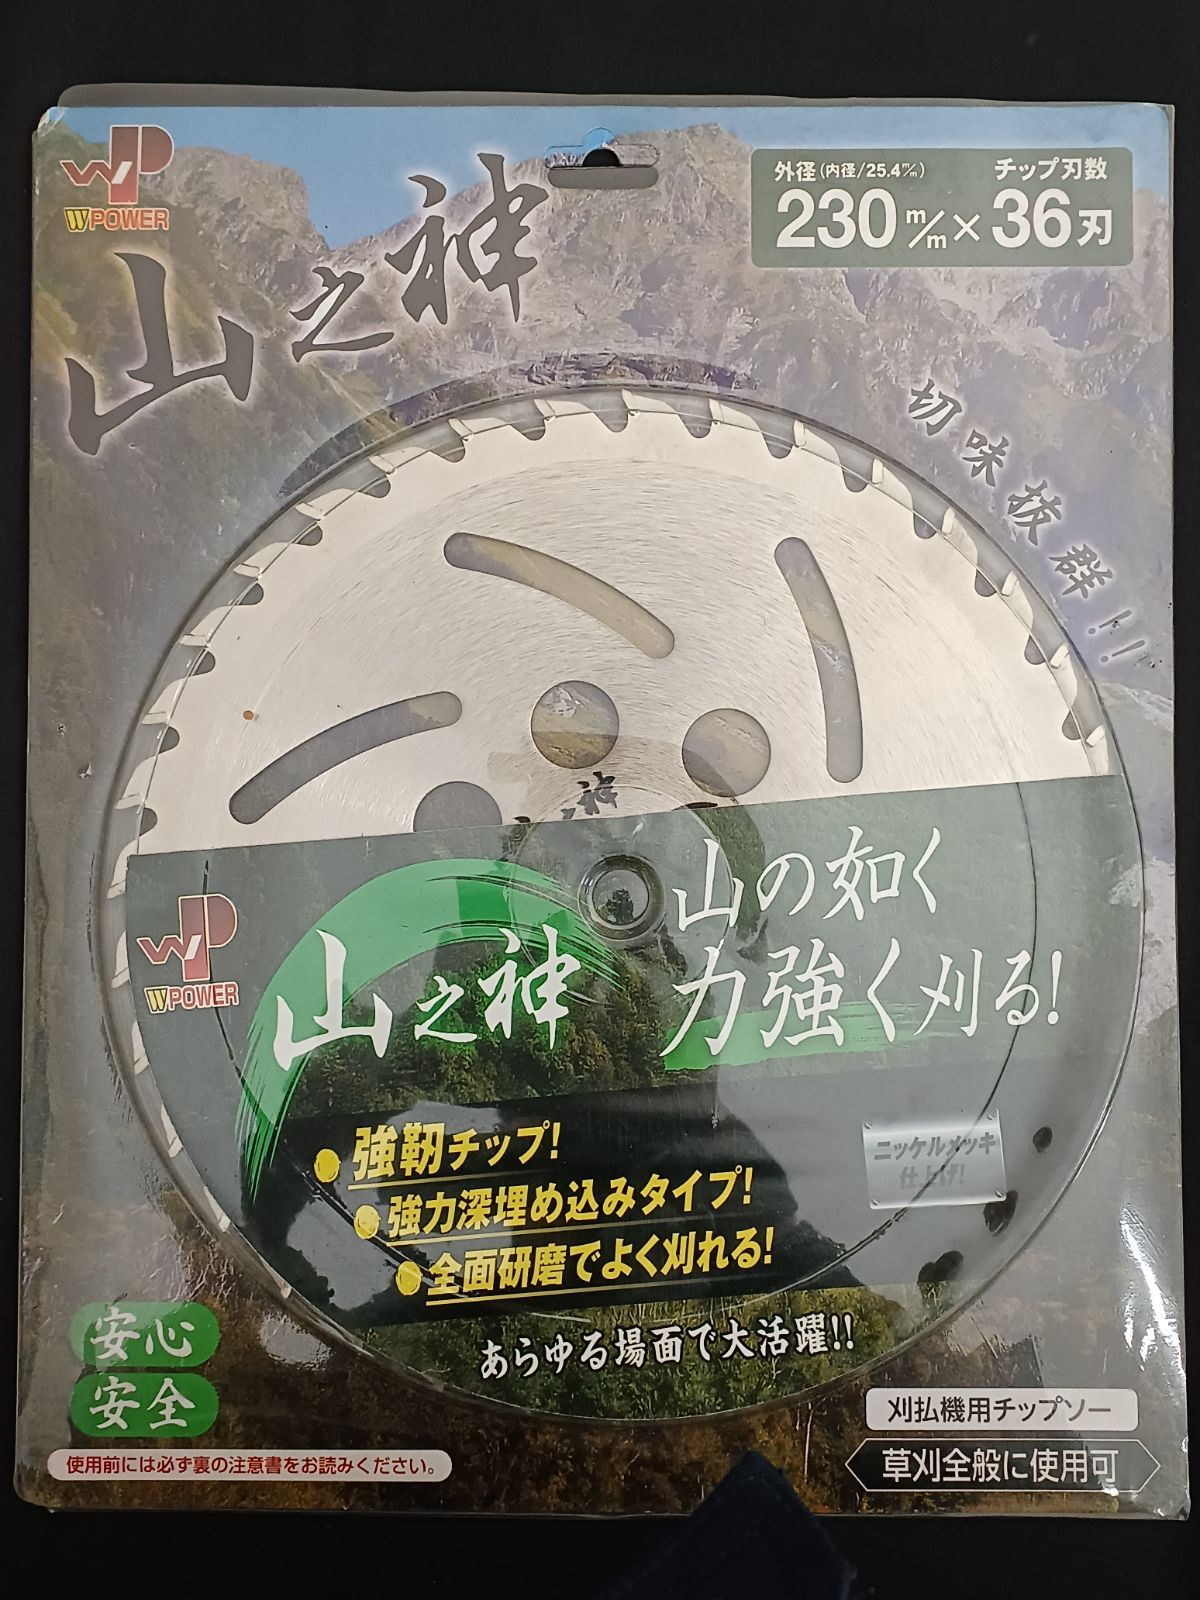 WP
WPOWER
山之神
外径(内径/25.4m/m) チップ刃数
230m/m×36刃
切味抜群!!
神
WP
WPOWER
山之神
山の如く
力強く刈る!
●強靭チップ!
●強力深埋め込みタイプ!
●全面研磨でよく刈れる!
ニッケルメッキ
仕上げ!
あらゆる場面で大活躍!!
安心
安全
使用前には必ず裏の注意書をお読みください。
刈払機用チップソー
草刈全般に使用可